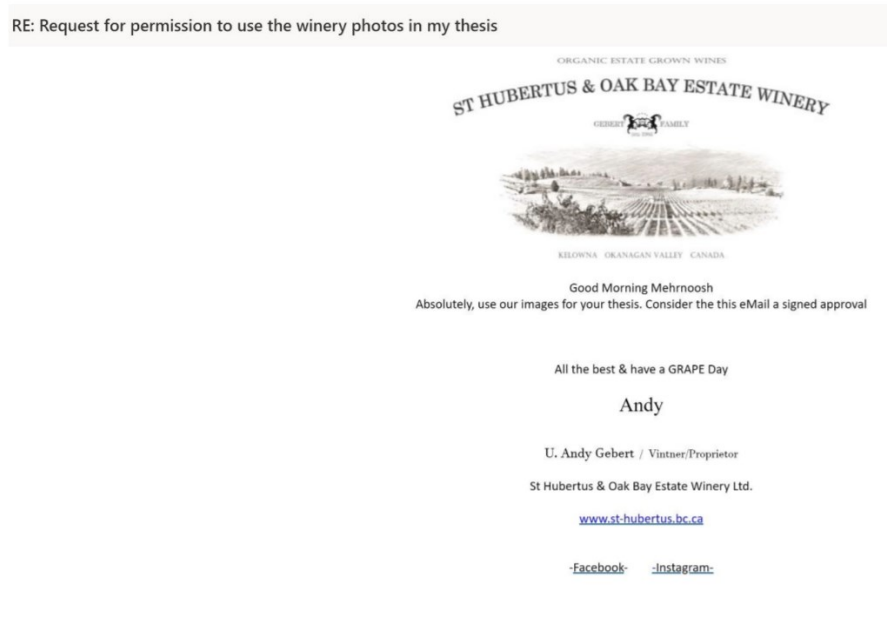 RE: Request for permission to use the winery photos in my thesis
ORGANIC ESTATE GROWN WINES
ST HUBERTUS & OAK BAY ESTATE WINERY
GEBERT FAMILY
KELOWNA OKANAGAN VALLEY CANADA
Good Morning Mehrnoosh
Absolutely, use our images for your thesis. Consider the this eMail a signed approval
All the best & have a GRAPE Day
Andy
U. Andy Gebert / Vintner/Proprietor
St Hubertus & Oak Bay Estate Winery Ltd.
www.st-hubertus.bc.ca
-Facebook- -Instagram-